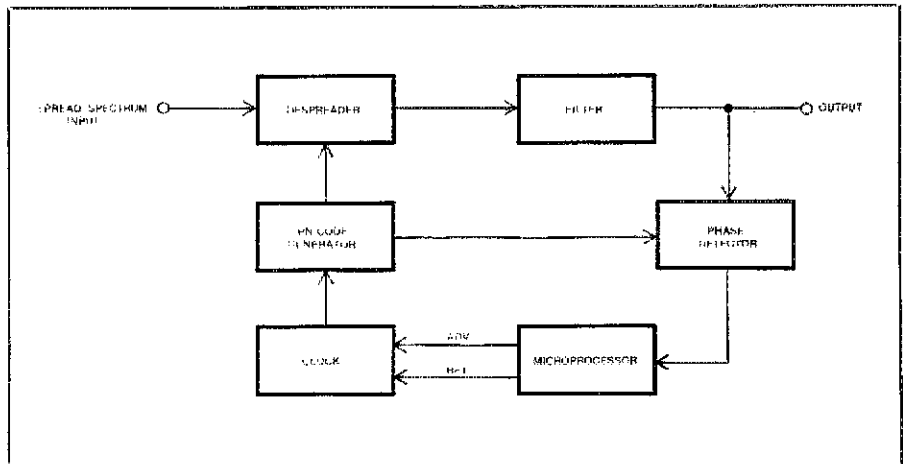 SPREAD SPECTRUM
INPUT
DESPREADER
FILTER
OUTPUT
PN CODE
GENERATOR
PHASE
DETECTOR
CLOCK
ADV
RET
MICROPROCESSOR